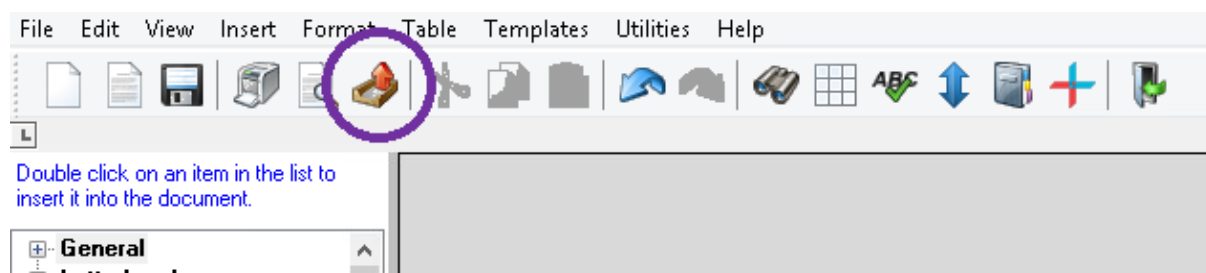 File Edit View Insert Format Table Templates Utilities Help
ABC
L
Double click on an item in the list to
insert it into the document.
General